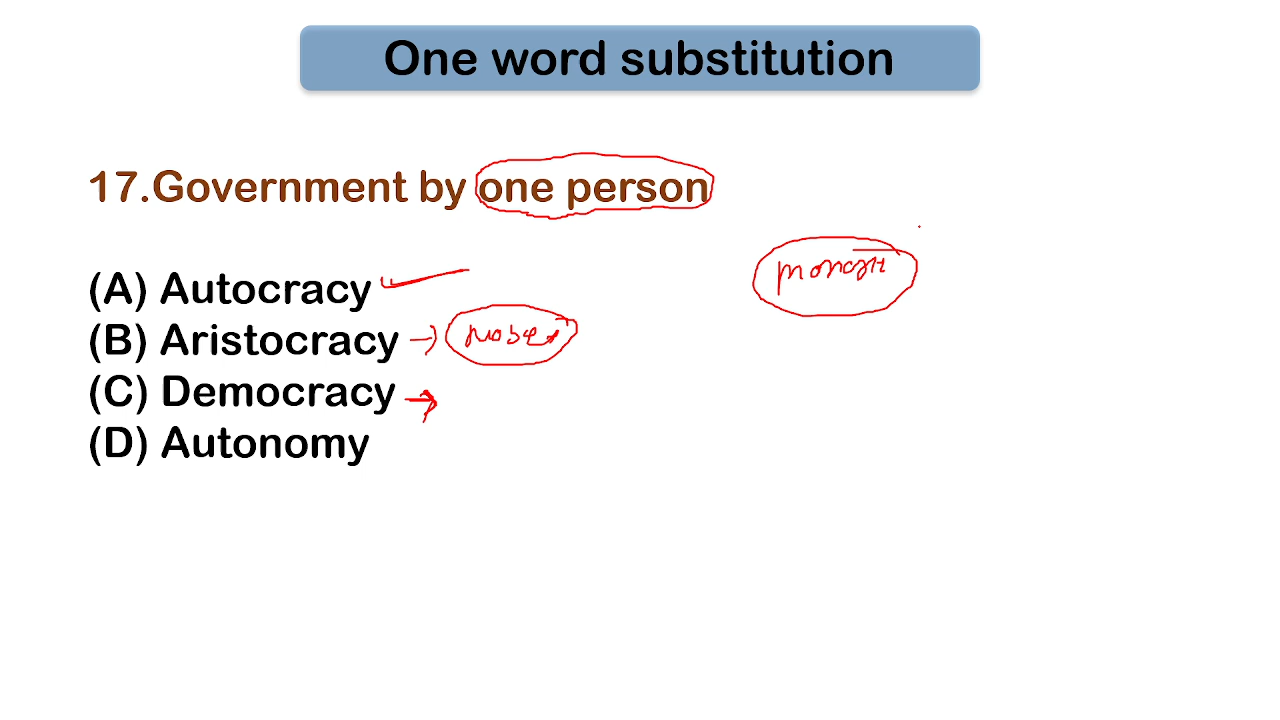 One word substitution
17.Government by one person
(A) Autocracy
(B) Aristocracy
(C) Democracy
(D) Autonomy